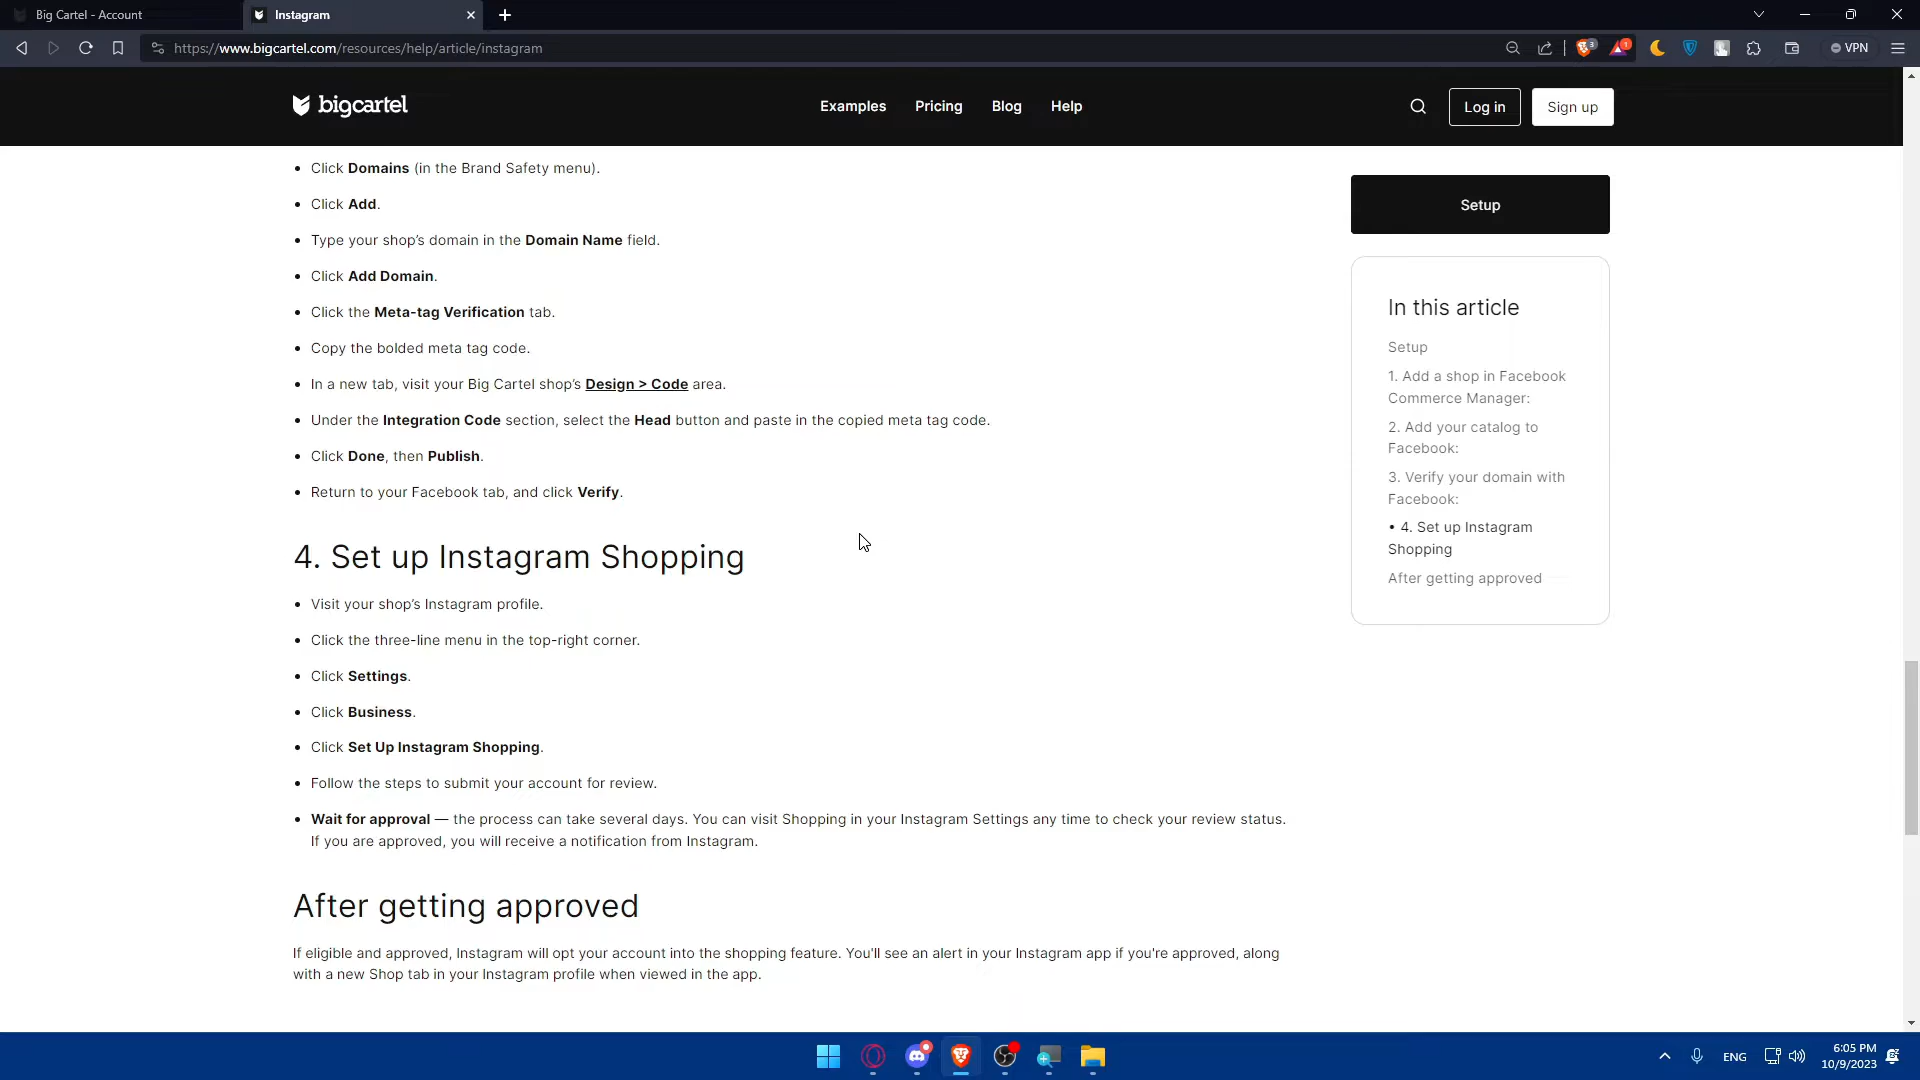 Big Cartel - Account
Instagram
https://www.bigcartel.com/resources/help/article/instagram
3
1
VPN
bigcartel
Examples
Pricing
Blog
Help
Log in
Sign up
• Click Domains (in the Brand Safety menu).
• Click Add.
• Type your shop’s domain in the Domain Name field.
• Click Add Domain.
• Click the Meta-tag Verification tab.
• Copy the bolded meta tag code.
• In a new tab, visit your Big Cartel shop’s Design > Code area.
• Under the Integration Code section, select the Head button and paste in the copied meta tag code.
• Click Done, then Publish.
• Return to your Facebook tab, and click Verify.
4. Set up Instagram Shopping
• Visit your shop’s Instagram profile.
• Click the three-line menu in the top-right corner.
• Click Settings.
• Click Business.
• Click Set Up Instagram Shopping.
• Follow the steps to submit your account for review.
• Wait for approval — the process can take several days. You can visit Shopping in your Instagram Settings any time to check your review status.
If you are approved, you will receive a notification from Instagram.
After getting approved
If eligible and approved, Instagram will opt your account into the shopping feature. You'll see an alert in your Instagram app if you're approved, along
with a new Shop tab in your Instagram profile when viewed in the app.
Setup
In this article
Setup
1. Add a shop in Facebook
Commerce Manager:
2. Add your catalog to
Facebook:
3. Verify your domain with
Facebook:
• 4. Set up Instagram
Shopping
After getting approved
ENG
6:05 PM
10/9/2023